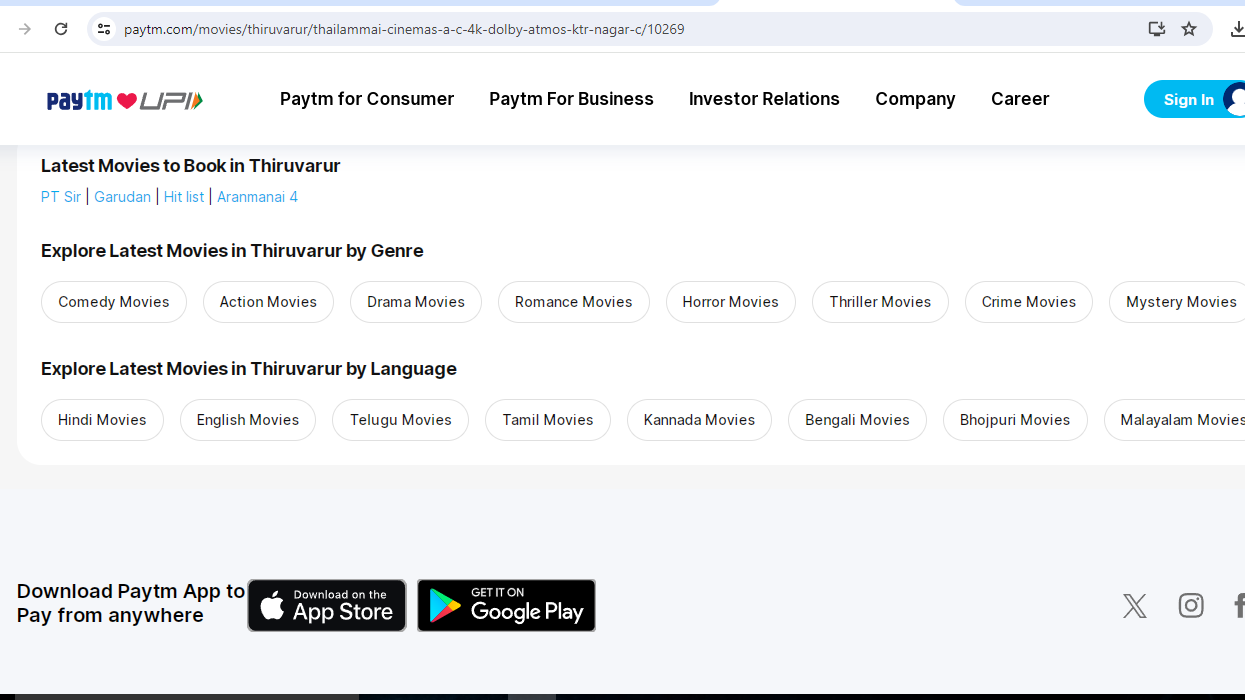 paytm.com/movies/thiruvarur/thailammai-cinemas-a-c-4k-dolby-atmos-ktr-nagar-c/10269
paytm UPI Paytm for Consumer Paytm For Business Investor Relations Company Career Sign In
Latest Movies to Book in Thiruvarur
PT Sir | Garudan | Hit list | Aranmanai 4
Explore Latest Movies in Thiruvarur by Genre
Comedy Movies Action Movies Drama Movies Romance Movies Horror Movies Thriller Movies Crime Movies Mystery Movies
Explore Latest Movies in Thiruvarur by Language
Hindi Movies English Movies Telugu Movies Tamil Movies Kannada Movies Bengali Movies Bhojpuri Movies Malayalam Movies
Download Paytm App to
Pay from anywhere
Download on the
App Store
GET IT ON
Google Play